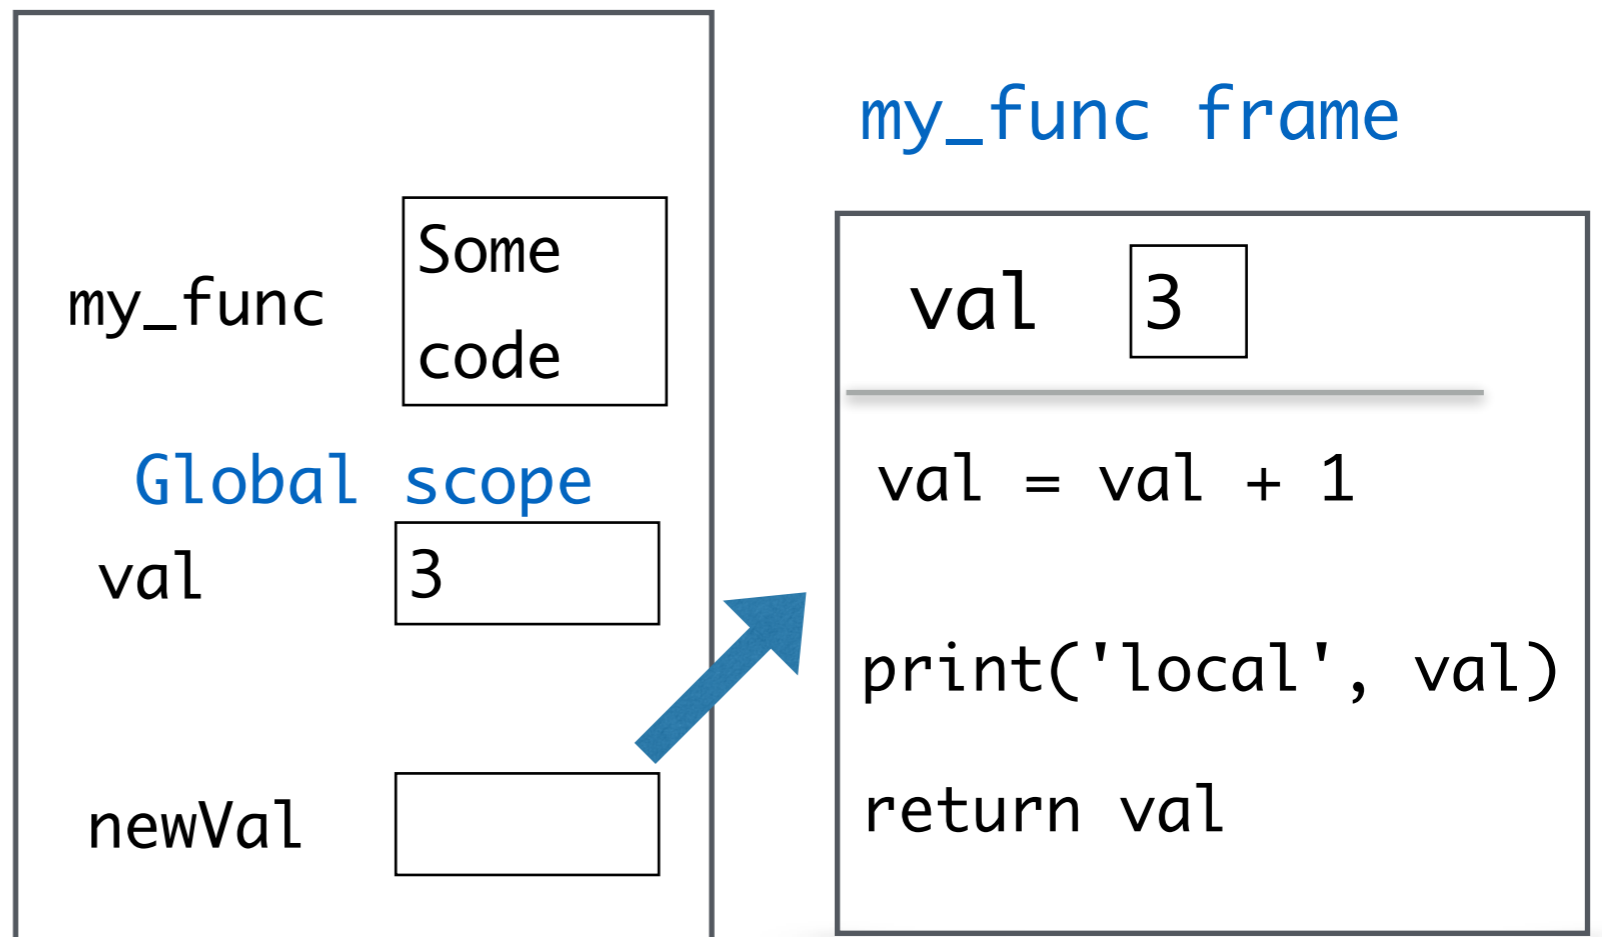 my_func
Some
code
Global scope
val
3
newVal
my_func frame
val 3
val = val + 1
print('local', val)
return val